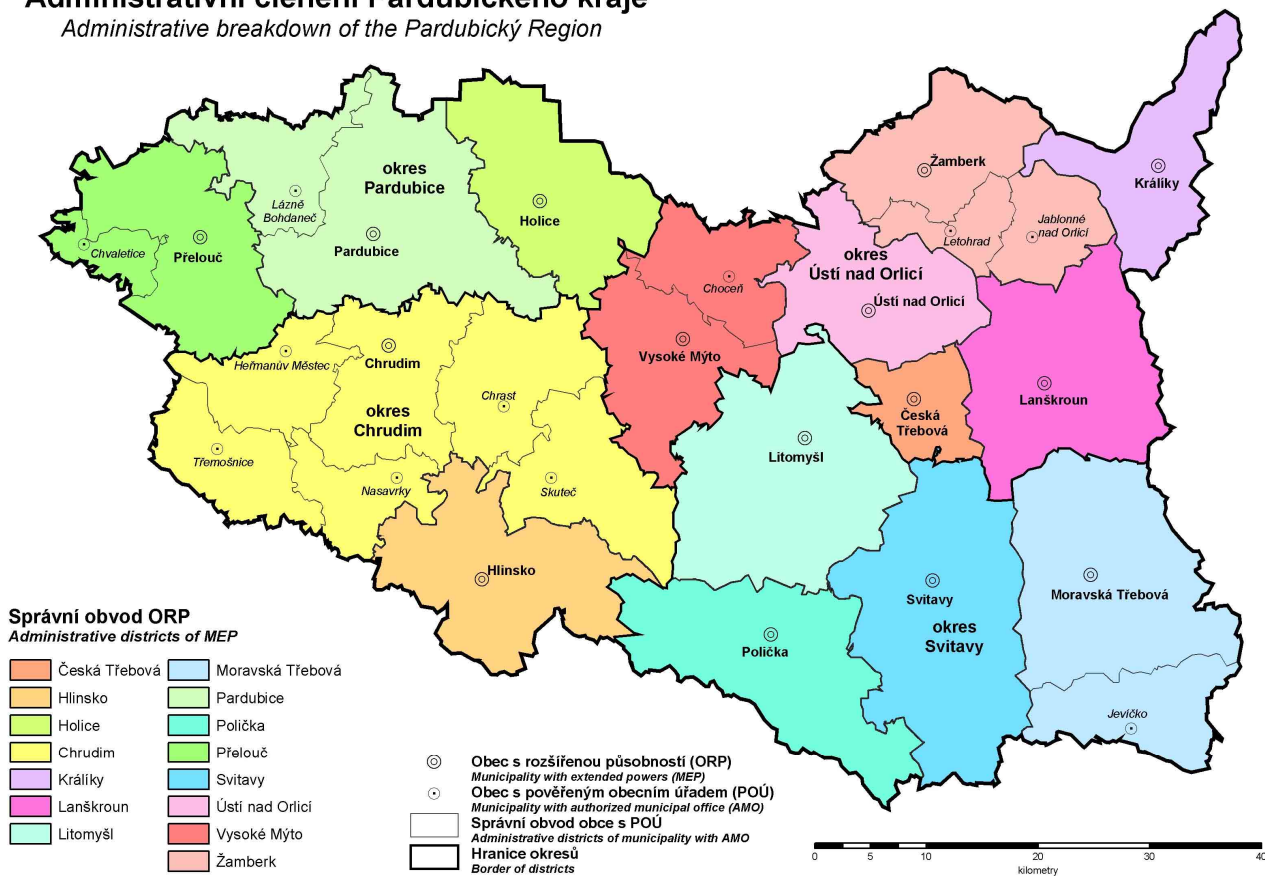 Administrativní členění Pardubického kraje
Administrative breakdown of the Pardubický Region
okres
Pardubice
Lázně
Bohdaneč
Pardubice
Holice
Přelouč
Chvaletice
Žamberk
Letohrad
Jablonné
nad Orlicí
Králíky
okres
Ústí nad Orlicí
Ústí nad Orlicí
Choceň
Vysoké Mýto
Heřmanův Městec
Chrudim
okres
Chrudim
Chrast
Třemošnice
Nasavrky
Skuteč
Hlinsko
Česká
Třebová
Lanškroun
Litomyšl
Svitavy
okres
Svitavy
Moravská Třebová
Polička
Jevíčko
Správní obvod ORP
Administrative districts of MEP
Česká Třebová
Hlinsko
Holice
Chrudim
Králíky
Lanškroun
Litomyšl
Moravská Třebová
Pardubice
Polička
Přelouč
Svitavy
Ústí nad Orlicí
Vysoké Mýto
Žamberk
Obec s rozšířenou působností (ORP)
Municipality with extended powers (MEP)
Obec s pověřeným obecním úřadem (POÚ)
Municipality with authorized municipal office (AMO)
Správní obvod obce s POÚ
Administrative districts of municipality with AMO
Hranice okresů
Border of districts
0 5 10 20 30 40
kilometry